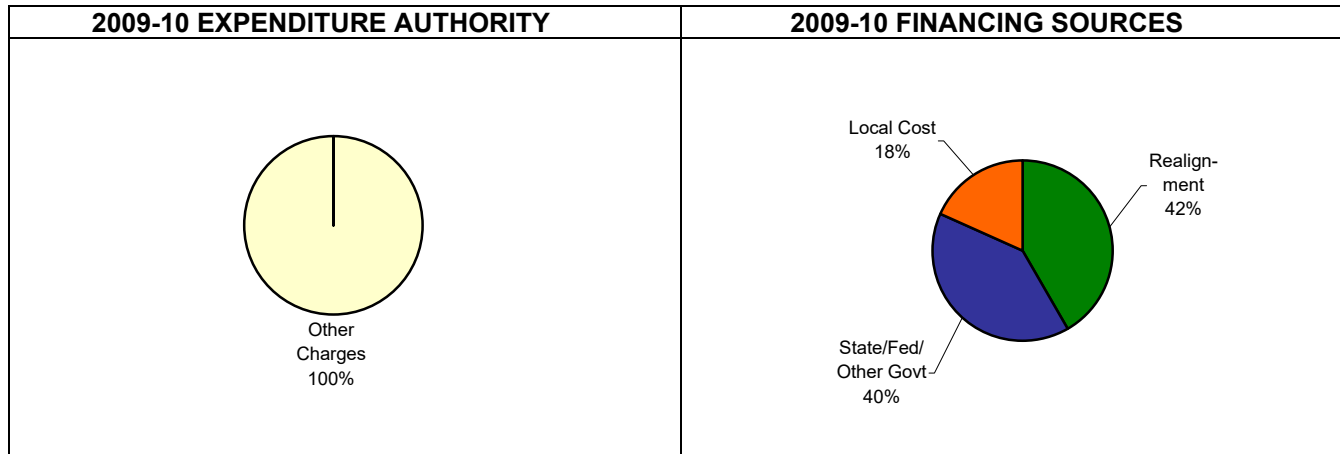 2009-10 EXPENDITURE AUTHORITY
2009-10 FINANCING SOURCES
Other
Charges
100%
Local Cost
18%
Realign-
ment
42%
State/Fed/
Other Govt
40%